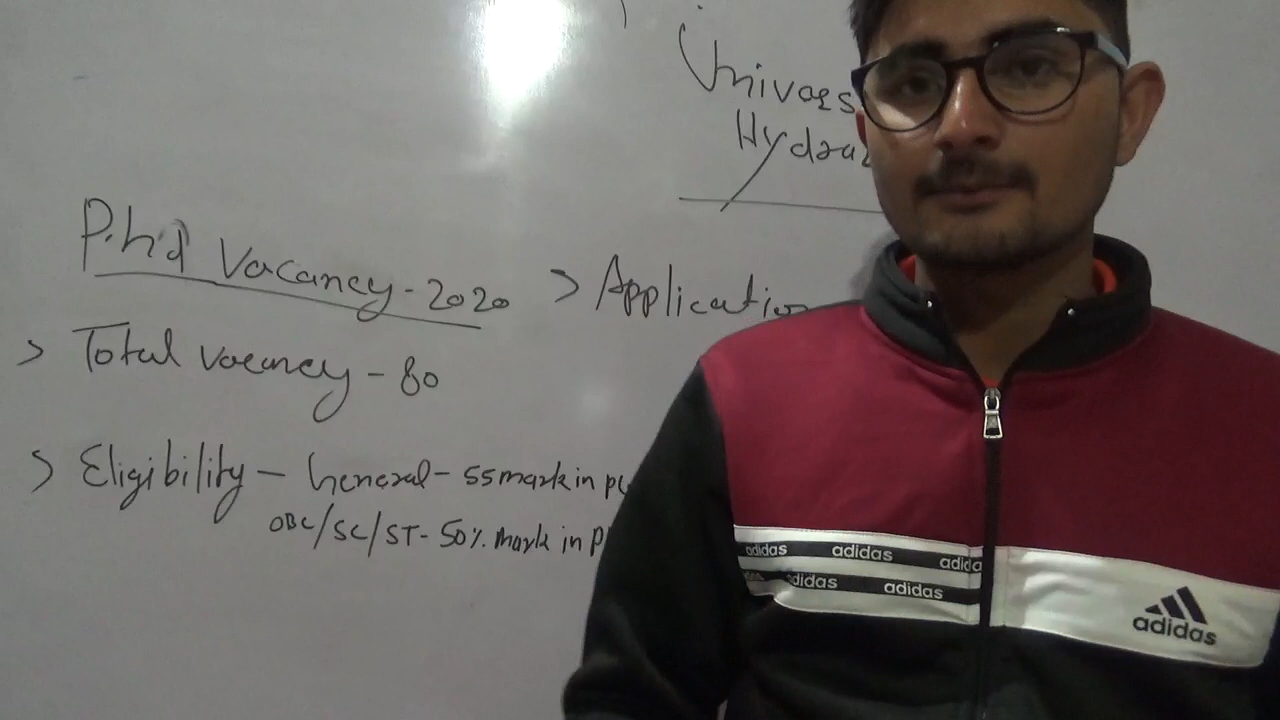 Univers
Hydra
P.hd Vacancy-2020
> Application
> Total vacancy-80
> Eligibility - General - 55 mark in
OBC/SC/ST- 50% mark in P
adidas adidas adida
adidas adidas
adidas